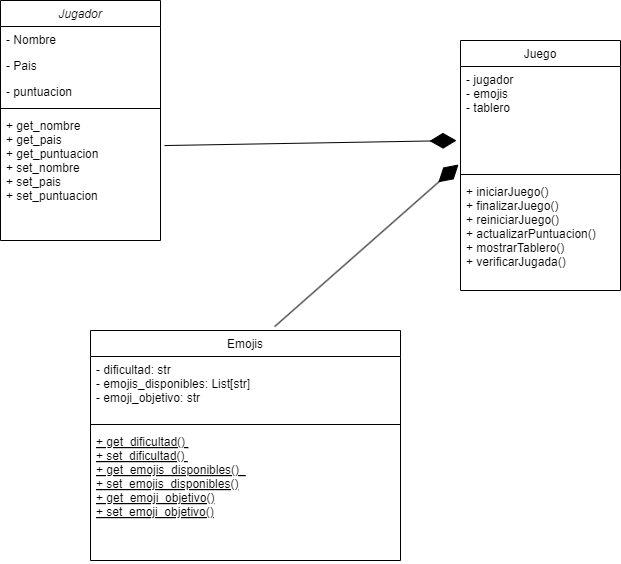 Jugador
- Nombre
- Pais
- puntuacion
+ get_nombre
+ get_pais
+ get_puntuacion
+ set_nombre
+ set_pais
+ set_puntuacion
Juego
- jugador
- emojis
- tablero
+ iniciarJuego()
+ finalizarJuego()
+ reiniciarJuego()
+ actualizarPuntuacion()
+ mostrarTablero()
+ verificarJugada()
Emojis
- dificultad: str
- emojis_disponibles: List[str]
- emoji_objetivo: str
+ get_dificultad()
+ set_dificultad()
+ get_emojis_disponibles()
+ set_emojis_disponibles()
+ get_emoji_objetivo()
+ set_emoji_objetivo()